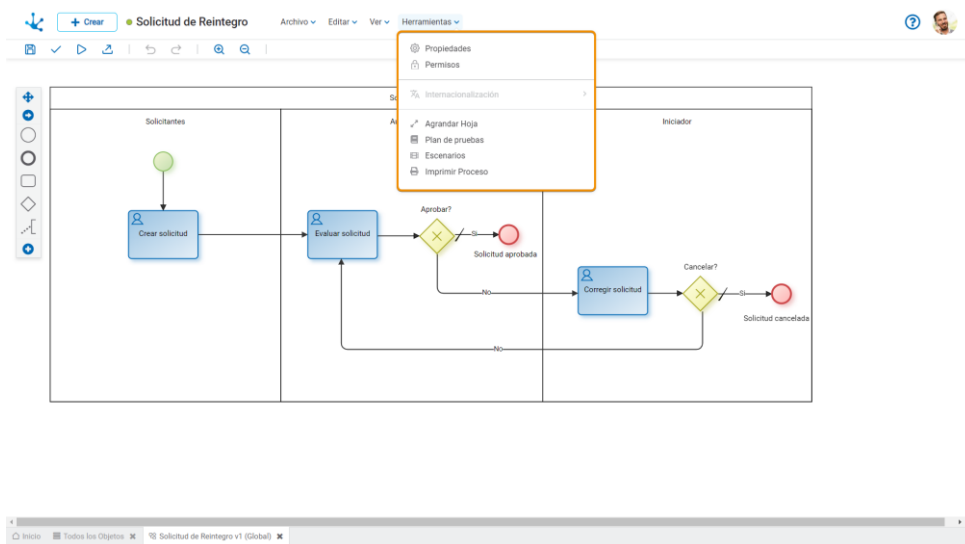 + Crear
Solicitud de Reintegro
Archivo Editar Ver Herramientas
Propiedades
Permisos
Internacionalización
Agrandar Hoja
Plan de pruebas
Escenarios
Imprimir Proceso
Solicitantes
Iniciador
Crear solicitud
Evaluar solicitud
Aprobar?
Si
Solicitud aprobada
No
Corregir solicitud
Cancelar?
Si
Solicitud cancelada
No
Inicio
Todos los Objetos
Solicitud de Reintegro v1 (Global)